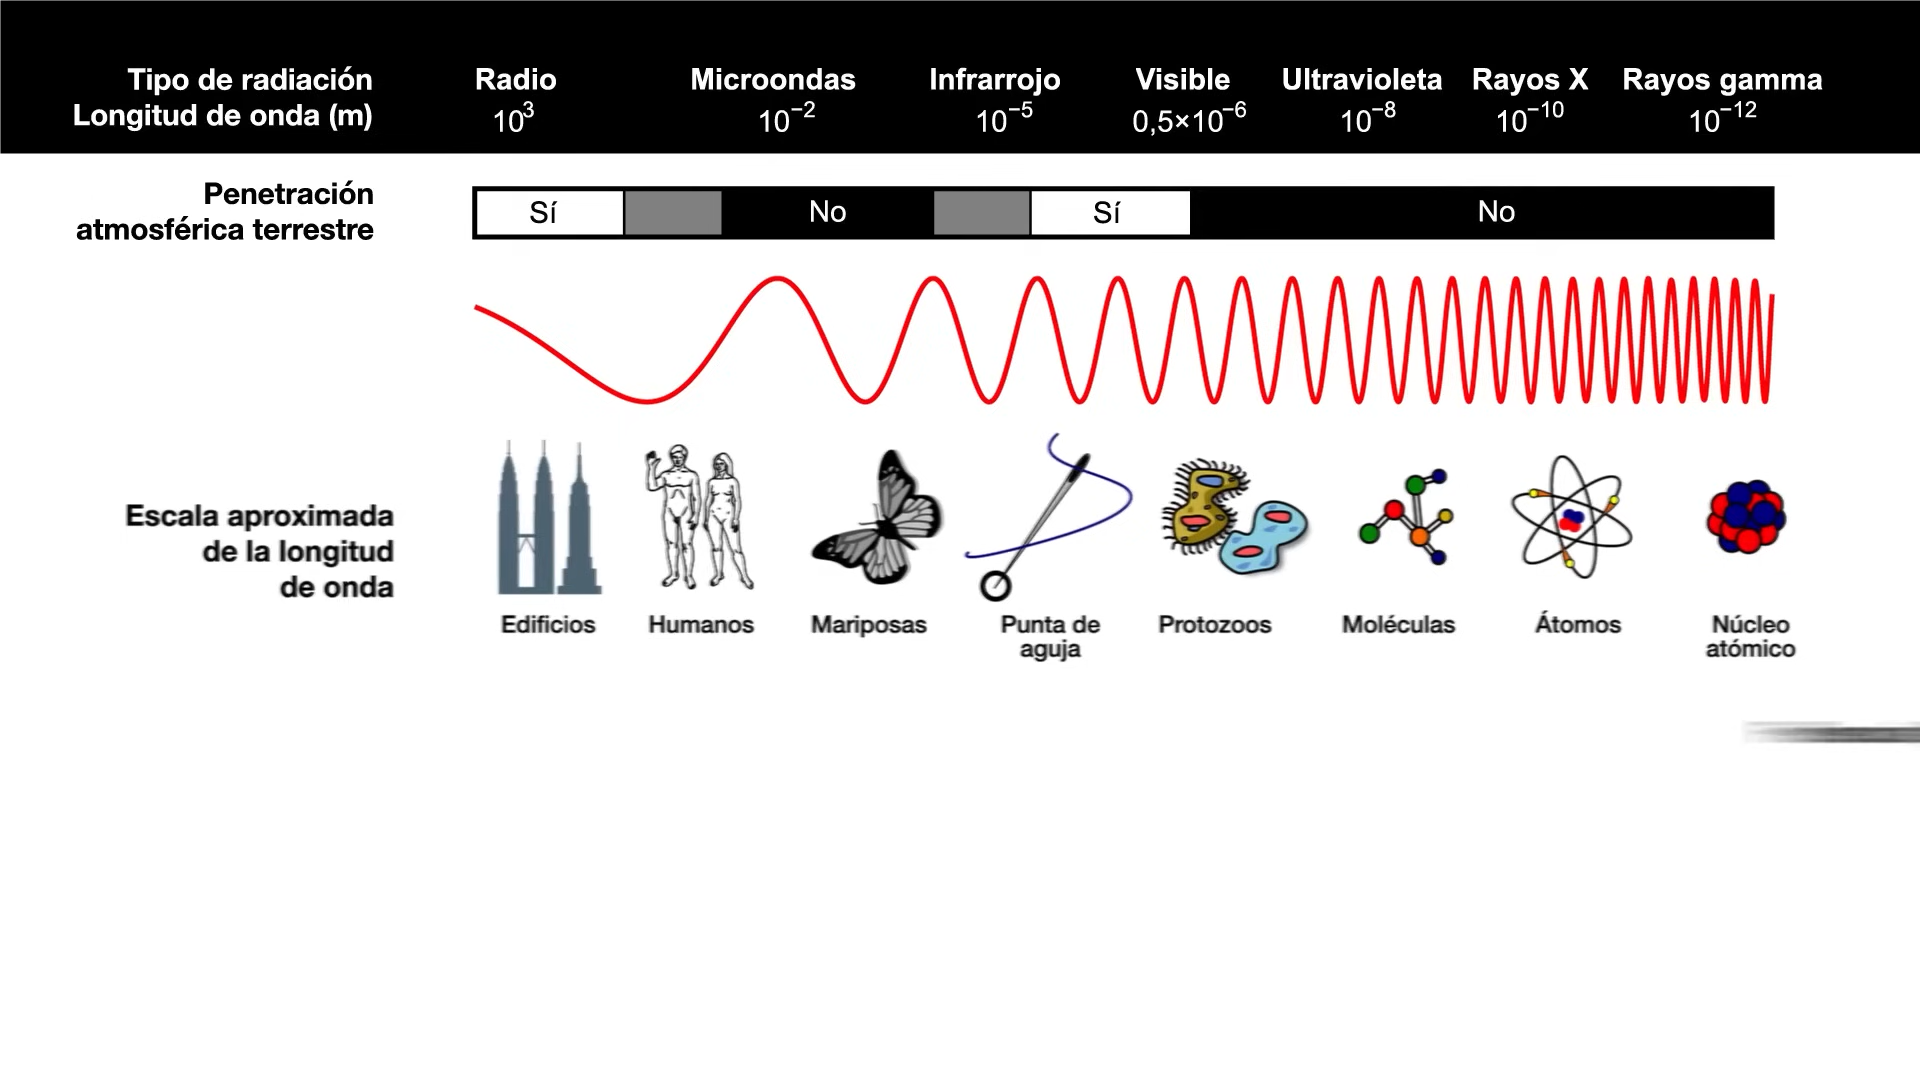 Tipo de radiación Radio Microondas Infrarrojo Visible Ultravioleta Rayos X Rayos gamma
Longitud de onda (m) 10³ 10⁻² 10⁻⁵ 0,5×10⁻⁶ 10⁻⁸ 10⁻¹⁰ 10⁻¹²
Penetración
atmosférica terrestre
Sí No Sí No
Escala aproximada
de la longitud
de onda
Edificios Humanos Mariposas Punta de aguja Protozoos Moléculas Átomos Núcleo atómico